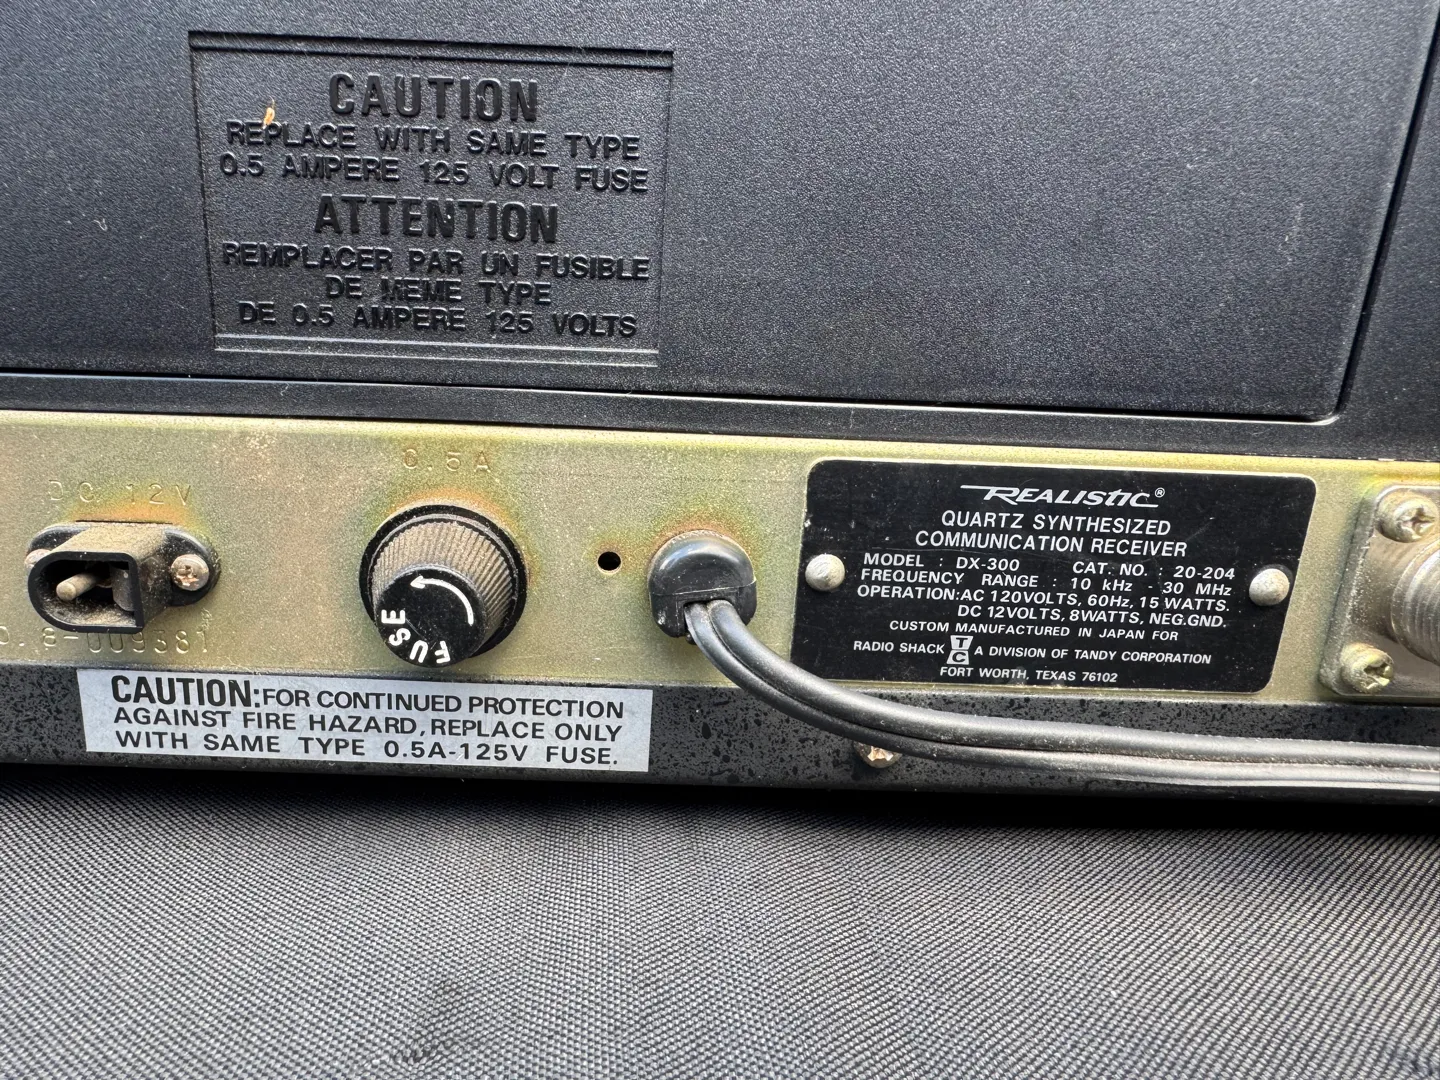 CAUTION
REPLACE WITH SAME TYPE
0.5 AMPERE 125 VOLT FUSE
ATTENTION
REMPLACER PAR UN FUSIBLE
DE MEME TYPE
DE 0.5 AMPERE 125 VOLTS
DC 12V
0.5A
FUSE
009381
CAUTION: FOR CONTINUED PROTECTION
AGAINST FIRE HAZARD, REPLACE ONLY
WITH SAME TYPE 0.5A-125V FUSE.
REALISTIC®
QUARTZ SYNTHESIZED
COMMUNICATION RECEIVER
MODEL : DX-300 CAT. NO. : 20-204
FREQUENCY RANGE : 10 kHz - 30 MHz
OPERATION: AC 120VOLTS, 60Hz, 15 WATTS.
DC 12VOLTS, 8WATTS, NEG.GND.
CUSTOM MANUFACTURED IN JAPAN FOR
RADIO SHACK TC A DIVISION OF TANDY CORPORATION
FORT WORTH, TEXAS 76102